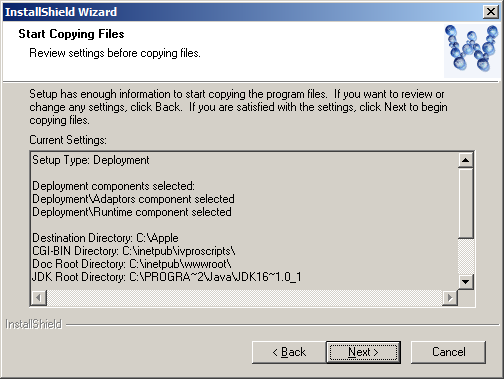 InstallShield Wizard
Start Copying Files
Review settings before copying files.
Setup has enough information to start copying the program files. If you want to review or
change any settings, click Back. If you are satisfied with the settings, click Next to begin
copying files.
Current Settings:
Setup Type: Deployment
Deployment components selected:
Deployment\Adaptors component selected
Deployment\Runtime component selected
Destination Directory: C:\Apple
CGI-BIN Directory: C:\inetpub\ivproscripts\
Doc Root Directory: C:\inetpub\wwwroot\
JDK Root Directory: C:\PROGRA~2\Java\JDK16~1.0_1
InstallShield
< Back
Next >
Cancel